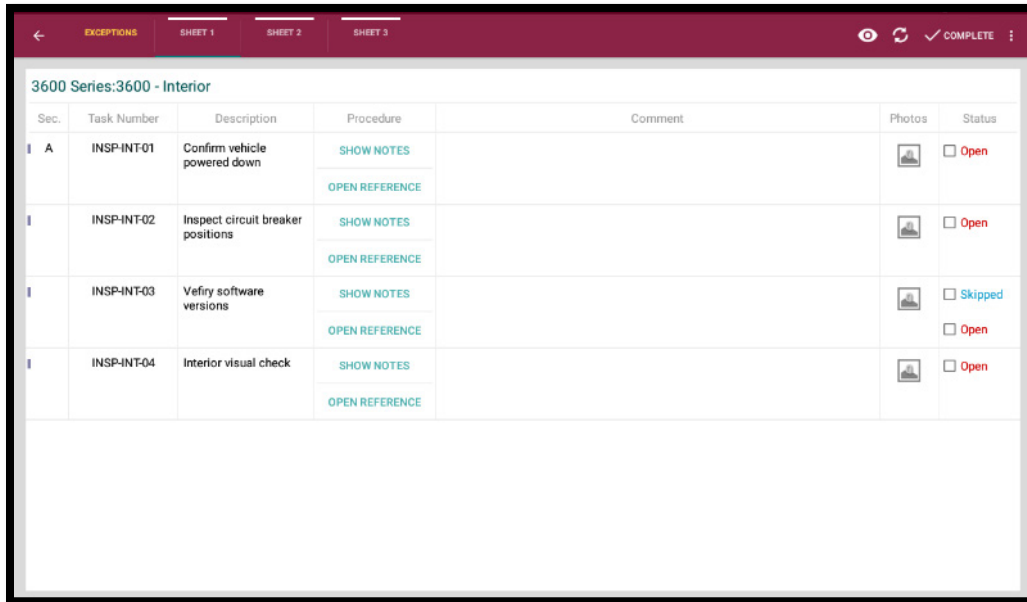 EXCEPTIONS SHEET 1 SHEET 2 SHEET 3 COMPLETE
3600 Series:3600 - Interior
Sec. Task Number Description Procedure Comment Photos Status
A INSP-INT-01 Confirm vehicle SHOW NOTES Open
powered down
OPEN REFERENCE
INSP-INT-02 Inspect circuit breaker SHOW NOTES Open
positions
OPEN REFERENCE
INSP-INT-03 Vefiry software SHOW NOTES Skipped
versions
OPEN REFERENCE Open
INSP-INT-04 Interior visual check SHOW NOTES Open
OPEN REFERENCE